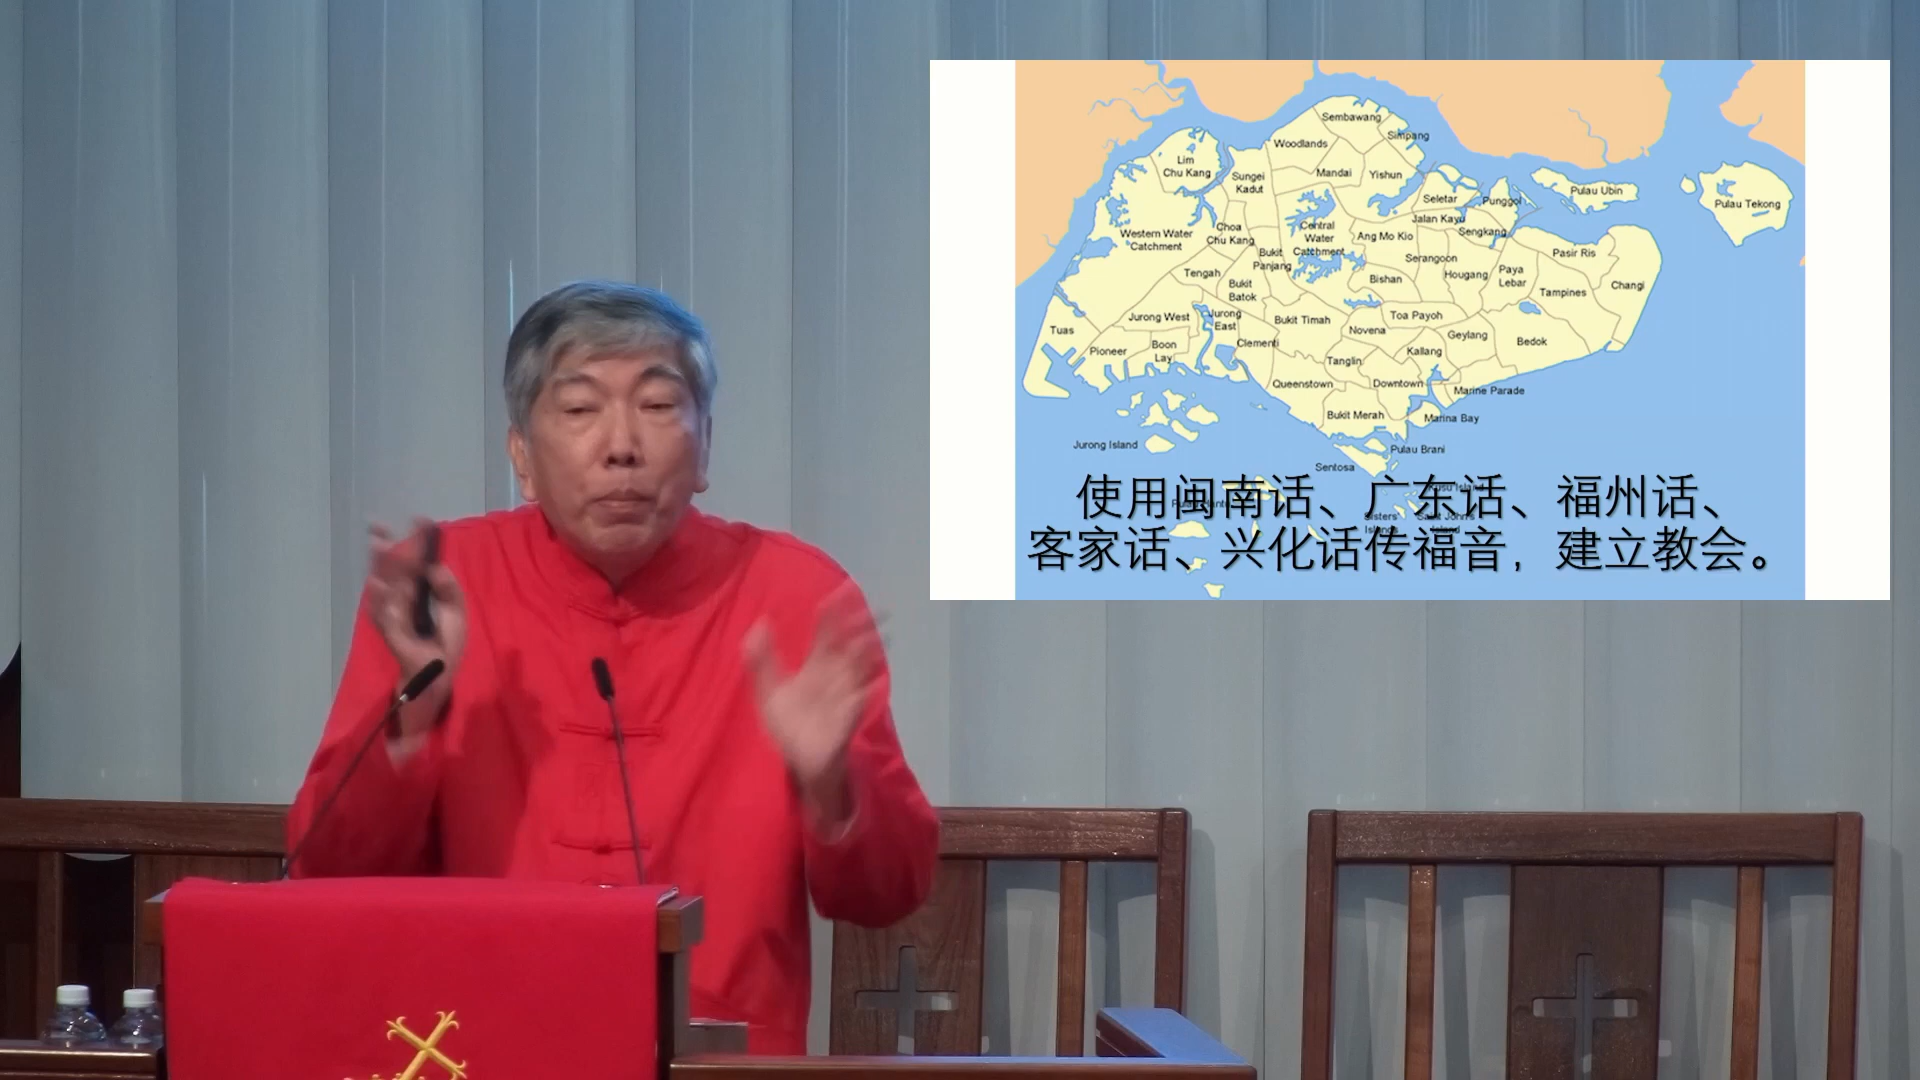 Sembawang
Simpang
Woodlands
Lim
Chu Kang
Sungei
Kadut
Mandai
Yishun
Seletar
Punggol
Pulau Ubin
Pulau Tekong
Jalan Kayu
Sengkang
Western Water
Catchment
Choa
Chu Kang
Central
Water
Catchment
Ang Mo Kio
Bukit
Panjang
Serangoon
Hougang
Paya
Lebar
Pasir Ris
Tengah
Bukit
Batok
Bishan
Tampines
Changi
Tuas
Jurong West
Jurong
East
Bukit Timah
Toa Payoh
Novena
Geylang
Bedok
Pioneer
Boon
Lay
Clementi
Tanglin
Kallang
Queenstown
Downtown
Marine Parade
Bukit Merah
Marina Bay
Jurong Island
Pulau Brani
Sentosa
使用闽南话、广东话、福州话、
客家话、兴化话传福音，建立教会。